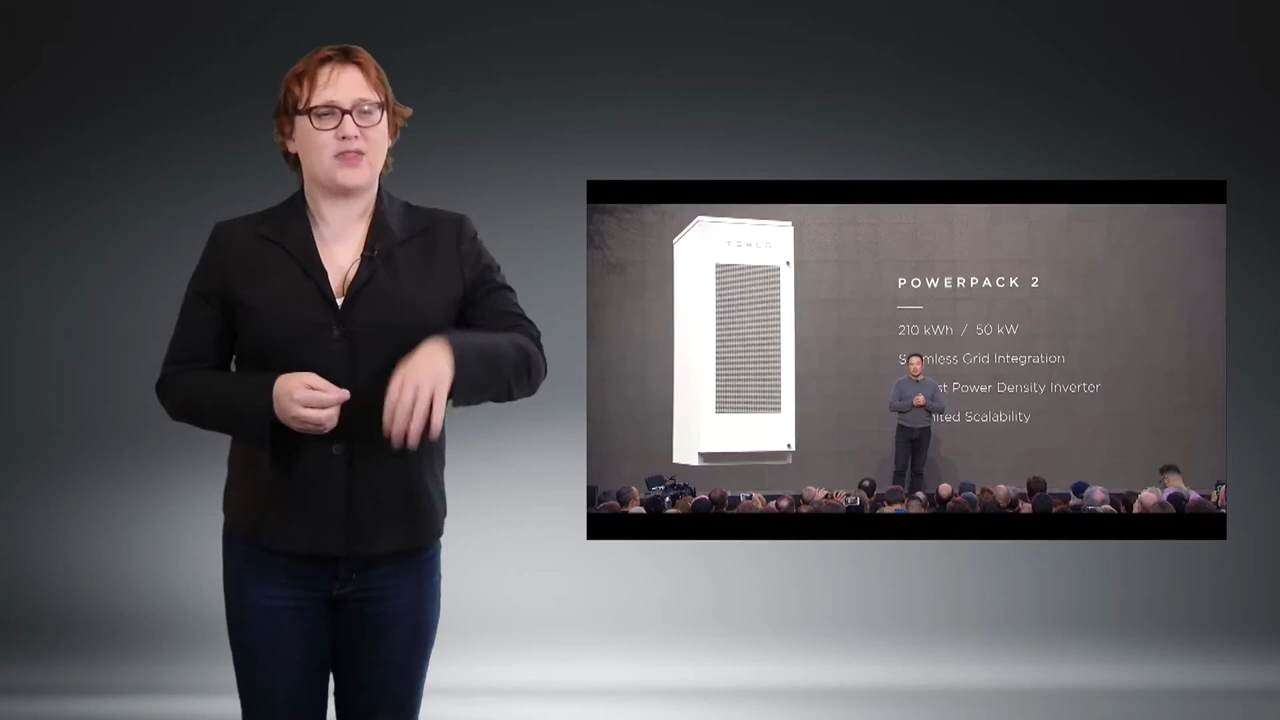 TESLA
POWERPACK 2
210 kWh / 50 kW
Grid Integration
Power Density Inverter
Scalability